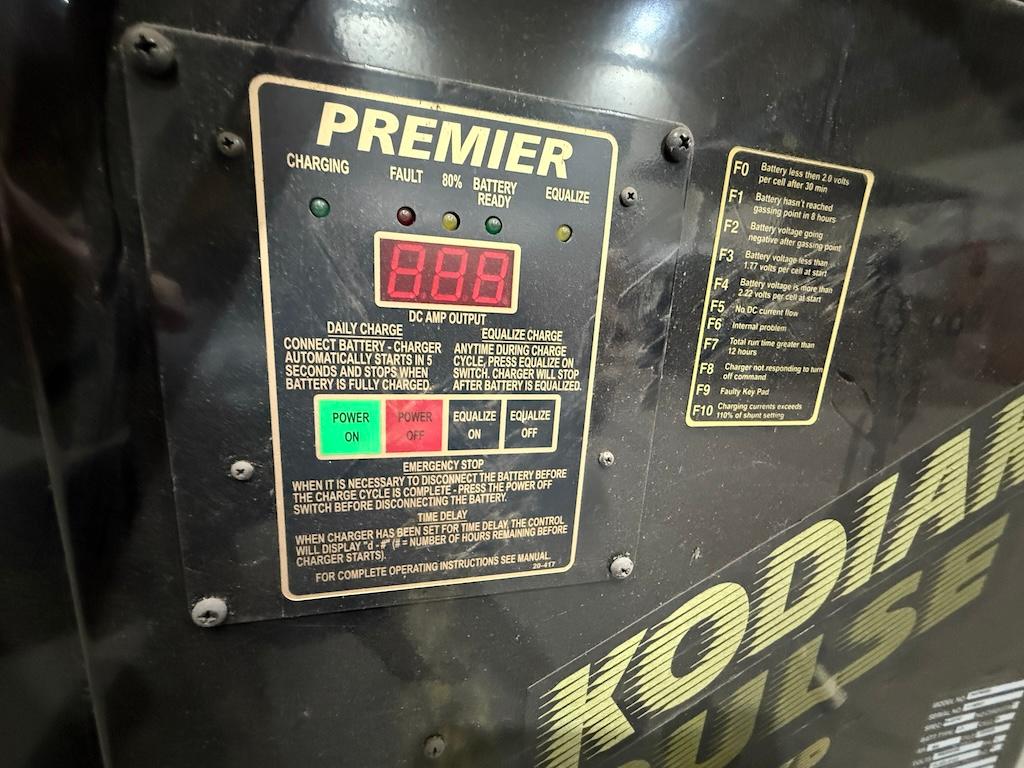 PREMIER
CHARGING
FAULT
80%
BATTERY
READY
EQUALIZE
DC AMP OUTPUT
DAILY CHARGE
CONNECT BATTERY - CHARGER
AUTOMATICALLY STARTS IN 5
SECONDS AND STOPS WHEN
BATTERY IS FULLY CHARGED.
EQUALIZE CHARGE
ANYTIME DURING CHARGE
CYCLE, PRESS EQUALIZE ON
SWITCH. CHARGER WILL STOP
AFTER BATTERY IS EQUALIZED.
POWER
ON
POWER
OFF
EQUALIZE
ON
EQUALIZE
OFF
EMERGENCY STOP
WHEN IT IS NECESSARY TO DISCONNECT THE BATTERY BEFORE
THE CHARGE CYCLE IS COMPLETE - PRESS THE POWER OFF
SWITCH BEFORE DISCONNECTING THE BATTERY.
TIME DELAY
WHEN CHARGER HAS BEEN SET FOR TIME DELAY, THE CONTROL
WILL DISPLAY "d - #" (# = NUMBER OF HOURS REMAINING BEFORE
CHARGER STARTS).
FOR COMPLETE OPERATING INSTRUCTIONS SEE MANUAL.
20-417
F0 Battery less then 2.0 volts
per cell after 30 min
F1 Battery hasn't reached
gassing point in 8 hours
F2 Battery voltage going
negative after gassing point
F3 Battery voltage less than
1.77 volts per cell at start
F4 Battery voltage is more than
2.22 volts per cell at start
F5 No DC current flow
F6 Internal problem
F7 Total run time greater than
12 hours
F8 Charger not responding to turn
off command
F9 Faulty Key Pad
F10 Charging currents exceeds
110% of shunt setting
KODIAK
PULSE
MODEL NO.
SERIAL NO.